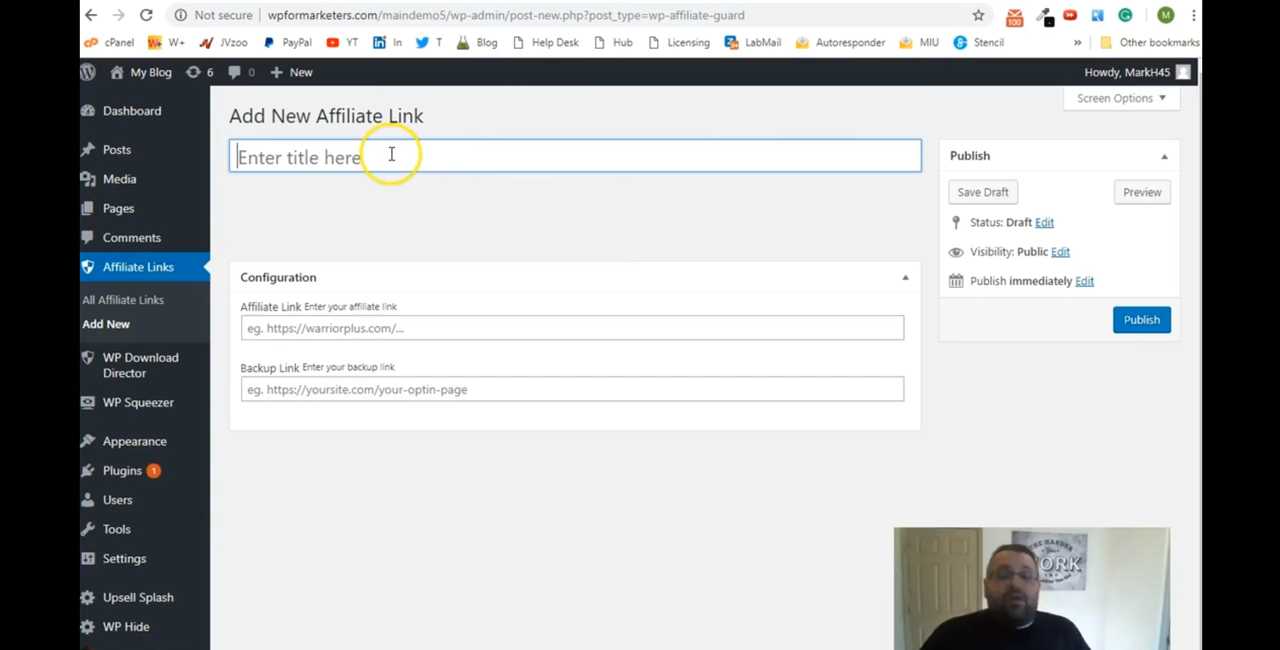 Not secure | wpformarketers.com/maindemo5/wp-admin/post-new.php?post_type=wp-affiliate-guard
100
M
cPanel W+ JVzoo PayPal YT In T Blog Help Desk Hub Licensing LabMail Autoresponder MIU Stencil » Other bookmarks
My Blog 6 0 + New Howdy, MarkH45
Screen Options
Dashboard
Posts
Media
Pages
Comments
Affiliate Links
All Affiliate Links
Add New
WP Download
Director
WP Squeezer
Appearance
Plugins 1
Users
Tools
Settings
Upsell Splash
WP Hide
Add New Affiliate Link
Enter title here
Configuration
Affiliate Link Enter your affiliate link
eg. https://warriorplus.com/...
Backup Link Enter your backup link
eg. https://yoursite.com/your-optin-page
Publish
Save Draft Preview
Status: Draft Edit
Visibility: Public Edit
Publish immediately Edit
Publish
THE HARDER
WORK